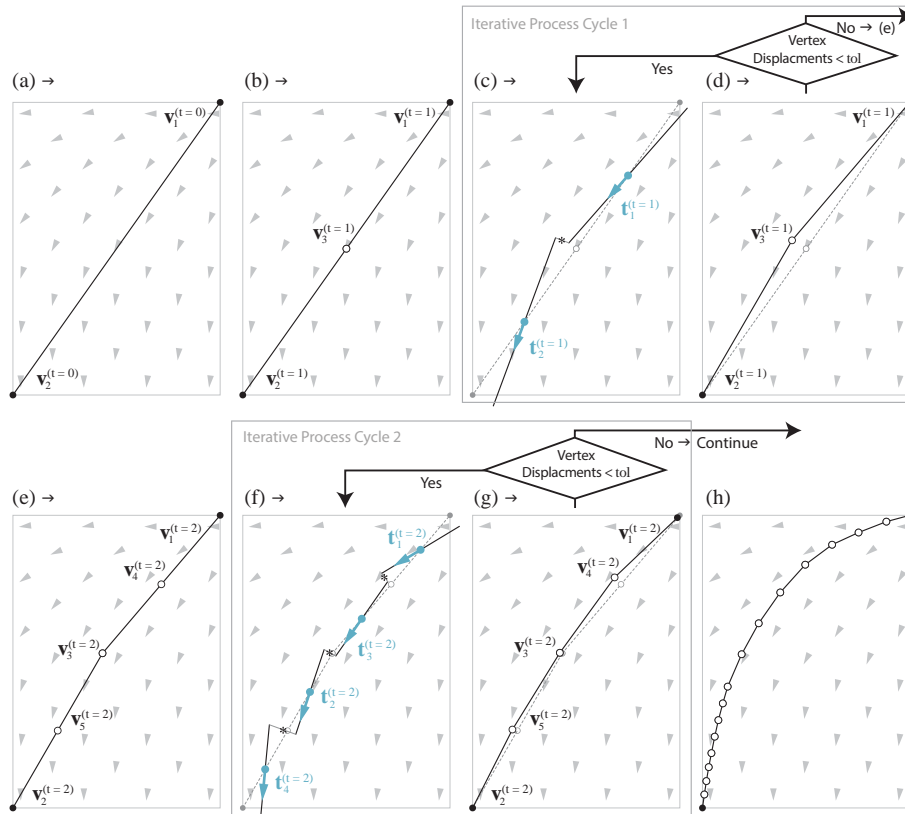 Iterative Process Cycle 1
No → (e)
Vertex
Displacments < tol
Yes
(a) →
(b) →
(c) →
(d) →
v₁^(t = 0)
v₁^(t = 1)
v₁^(t = 1)
t₁^(t = 1)
v₃^(t = 1)
v₃^(t = 1)
*
t₂^(t = 1)
v₂^(t = 0)
v₂^(t = 1)
v₂^(t = 1)
Iterative Process Cycle 2
No → Continue
Vertex
Displacments < tol
Yes
(e) →
(f) →
(g) →
(h)
v₁^(t = 2)
t₁^(t = 2)
v₁^(t = 2)
v₄^(t = 2)
*
v₄^(t = 2)
v₃^(t = 2)
*
t₃^(t = 2)
v₃^(t = 2)
t₂^(t = 2)
v₅^(t = 2)
*
v₅^(t = 2)
t₄^(t = 2)
v₂^(t = 2)
v₂^(t = 2)